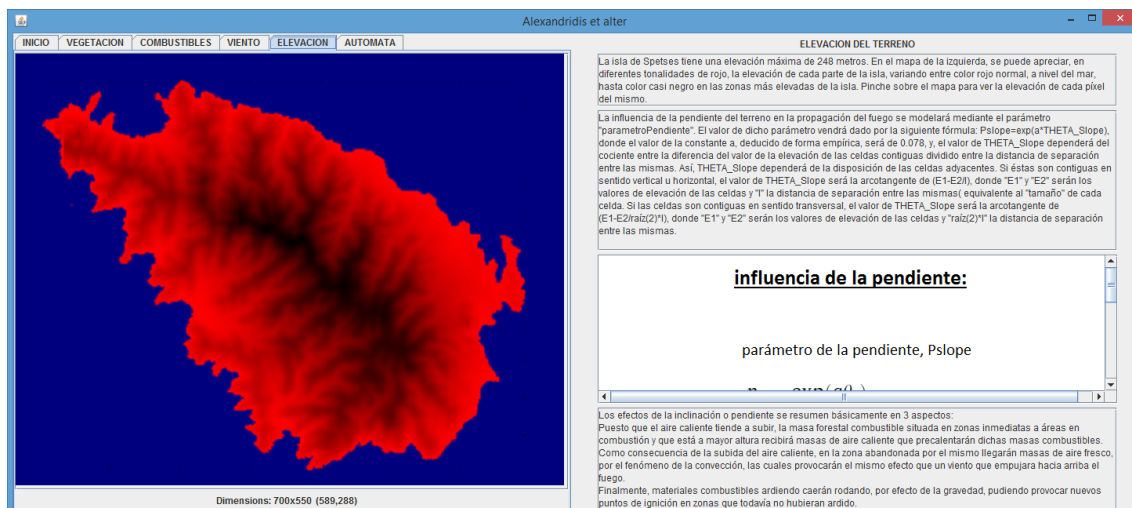 Alexandridis et alter
INICIO VEGETACION COMBUSTIBLES VIENTO ELEVACION AUTOMATA
Dimensions: 700x550 (589,288)
ELEVACION DEL TERRENO
La isla de Spetses tiene una elevación máxima de 248 metros. En el mapa de la izquierda, se puede apreciar, en
diferentes tonalidades de rojo, la elevación de cada parte de la isla, variando entre color rojo normal, a nivel del mar,
hasta color casi negro en las zonas más elevadas de la isla. Pinche sobre el mapa para ver la elevación de cada píxel
del mismo.
La influencia de la pendiente del terreno en la propagación del fuego se modelará mediante el parámetro
"parametroPendiente". El valor de dicho parámetro vendrá dado por la siguiente fórmula: Pslope=exp(a*THETA_Slope),
donde el valor de la constante a, deducido de forma empírica, será de 0.078, y, el valor de THETA_Slope dependerá del
cociente entre la diferencia del valor de la elevación de las celdas contiguas dividido entre la distancia de separación
entre las mismas. Así, THETA_Slope dependerá de la disposición de las celdas adyacentes. Si éstas son contiguas en
sentido vertical u horizontal, el valor de THETA_Slope será la arcotangente de (E1-E2/l), donde "E1" y "E2" serán los
valores de elevación de las celdas y "l" la distancia de separación entre las mismas( equivalente al "tamaño" de cada
celda. Si las celdas son contiguas en sentido transversal, el valor de THETA_Slope será la arcotangente de
(E1-E2/raíz(2)*l), donde "E1" y "E2" serán los valores de elevación de las celdas y "raíz(2)*l" la distancia de separación
entre las mismas.
influencia de la pendiente:
parámetro de la pendiente, Pslope
Los efectos de la inclinación o pendiente se resumen básicamente en 3 aspectos:
Puesto que el aire caliente tiende a subir, la masa forestal combustible situada en zonas inmediatas a áreas en
combustión y que está a mayor altura recibirá masas de aire caliente que precalentarán dichas masas combustibles.
Como consecuencia de la subida del aire caliente, en la zona abandonada por el mismo llegarán masas de aire fresco,
por el fenómeno de la convección, las cuales provocarán el mismo efecto que un viento que empujara hacia arriba el
fuego.
Finalmente, materiales combustibles ardiendo caerán rodando, por efecto de la gravedad, pudiendo provocar nuevos
puntos de ignición en zonas que todavía no hubieran ardido.